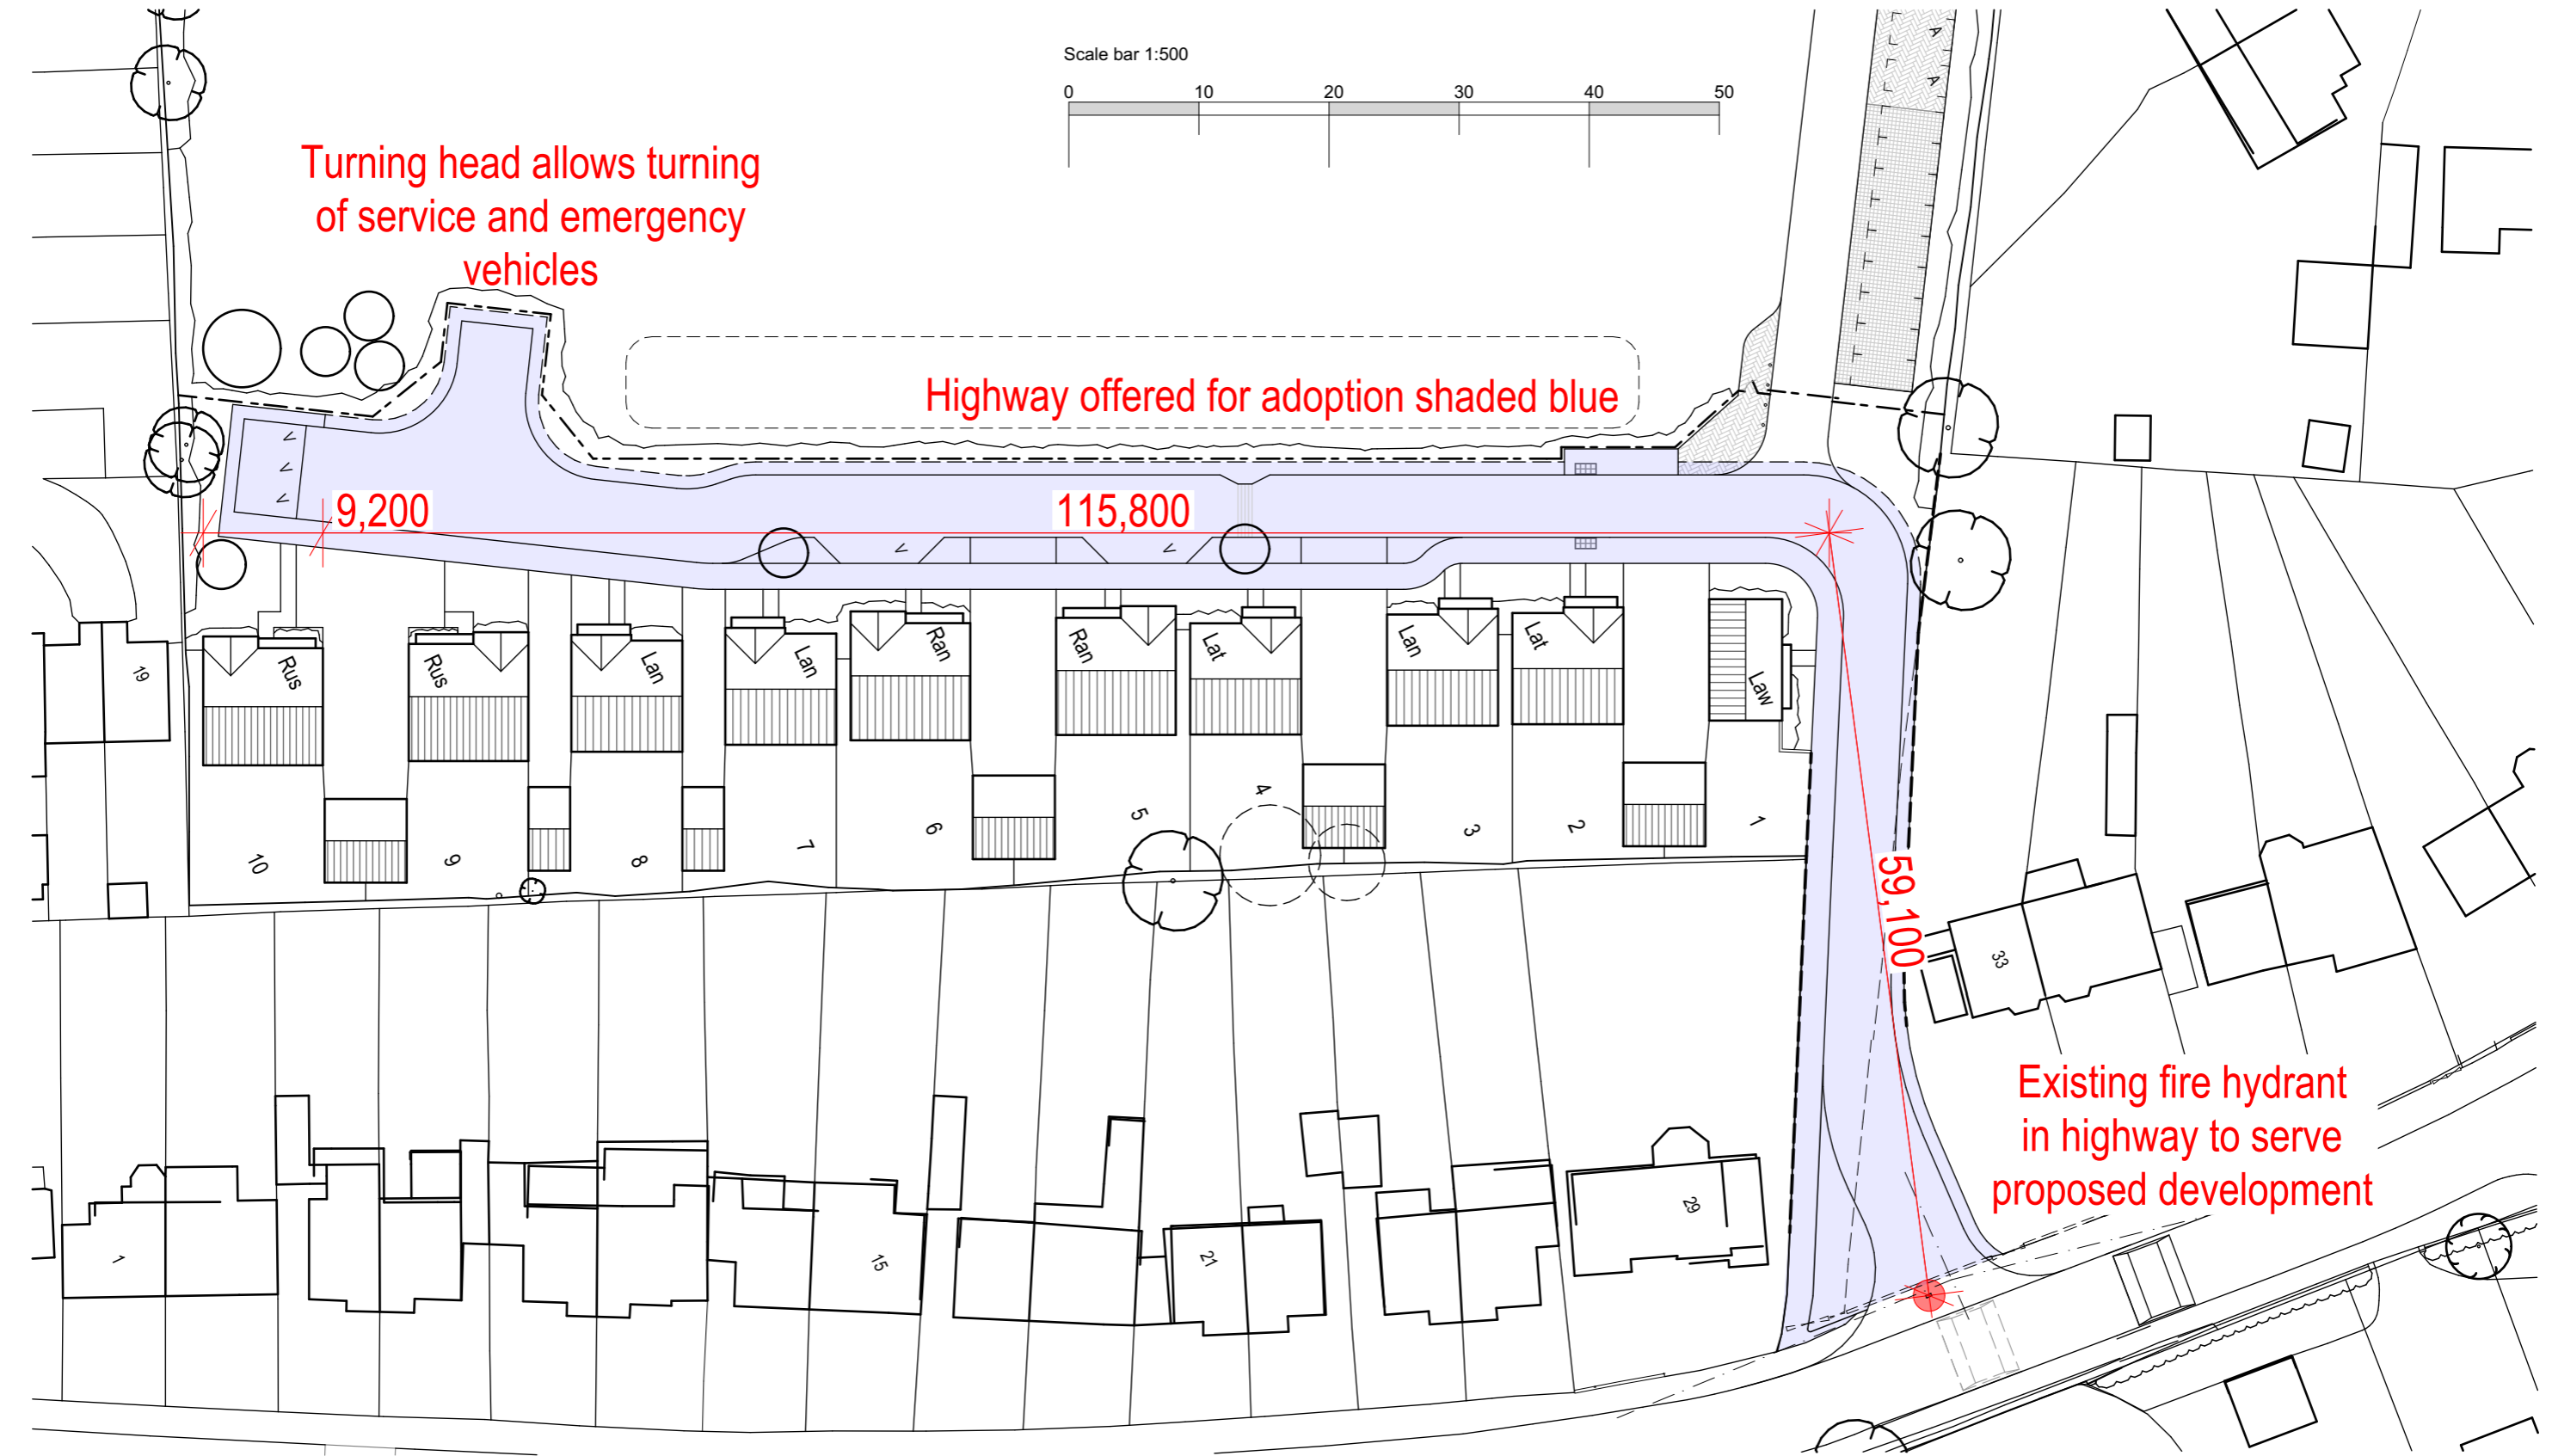 Scale bar 1:500
0 10 20 30 40 50
A
A
Turning head allows turning
of service and emergency
vehicles
Highway offered for adoption shaded blue
9,200
115,800
19
Rus
Rus
Lan
Lan
Ran
Ran
Lat
Lan
Lat
Law
10
9
8
7
6
5
4
3
2
1
59,100
33
Existing fire hydrant
in highway to serve
proposed development
1
15
21
29